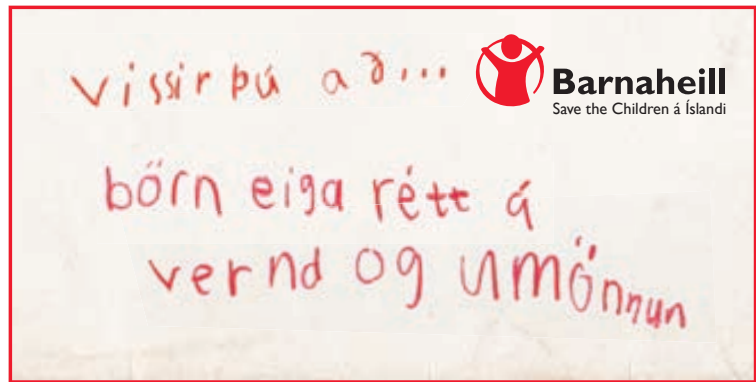 vissir þú að...
Barnaheill
Save the Children á Íslandi
börn eiga rétt á
vernd og umönnun